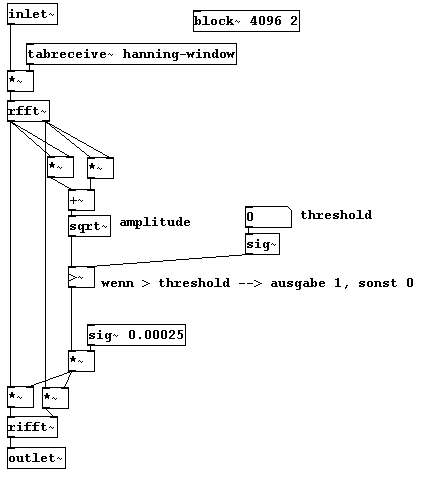 inlet~
block~ 4096 2
tabreceive~ hanning-window
*~
rfft~
*~ *~
+~
sqrt~ amplitude
0 threshold
sig~
>~
wenn > threshold --> ausgabe 1, sonst 0
sig~ 0.00025
*~
*~ *~
rifft~
outlet~